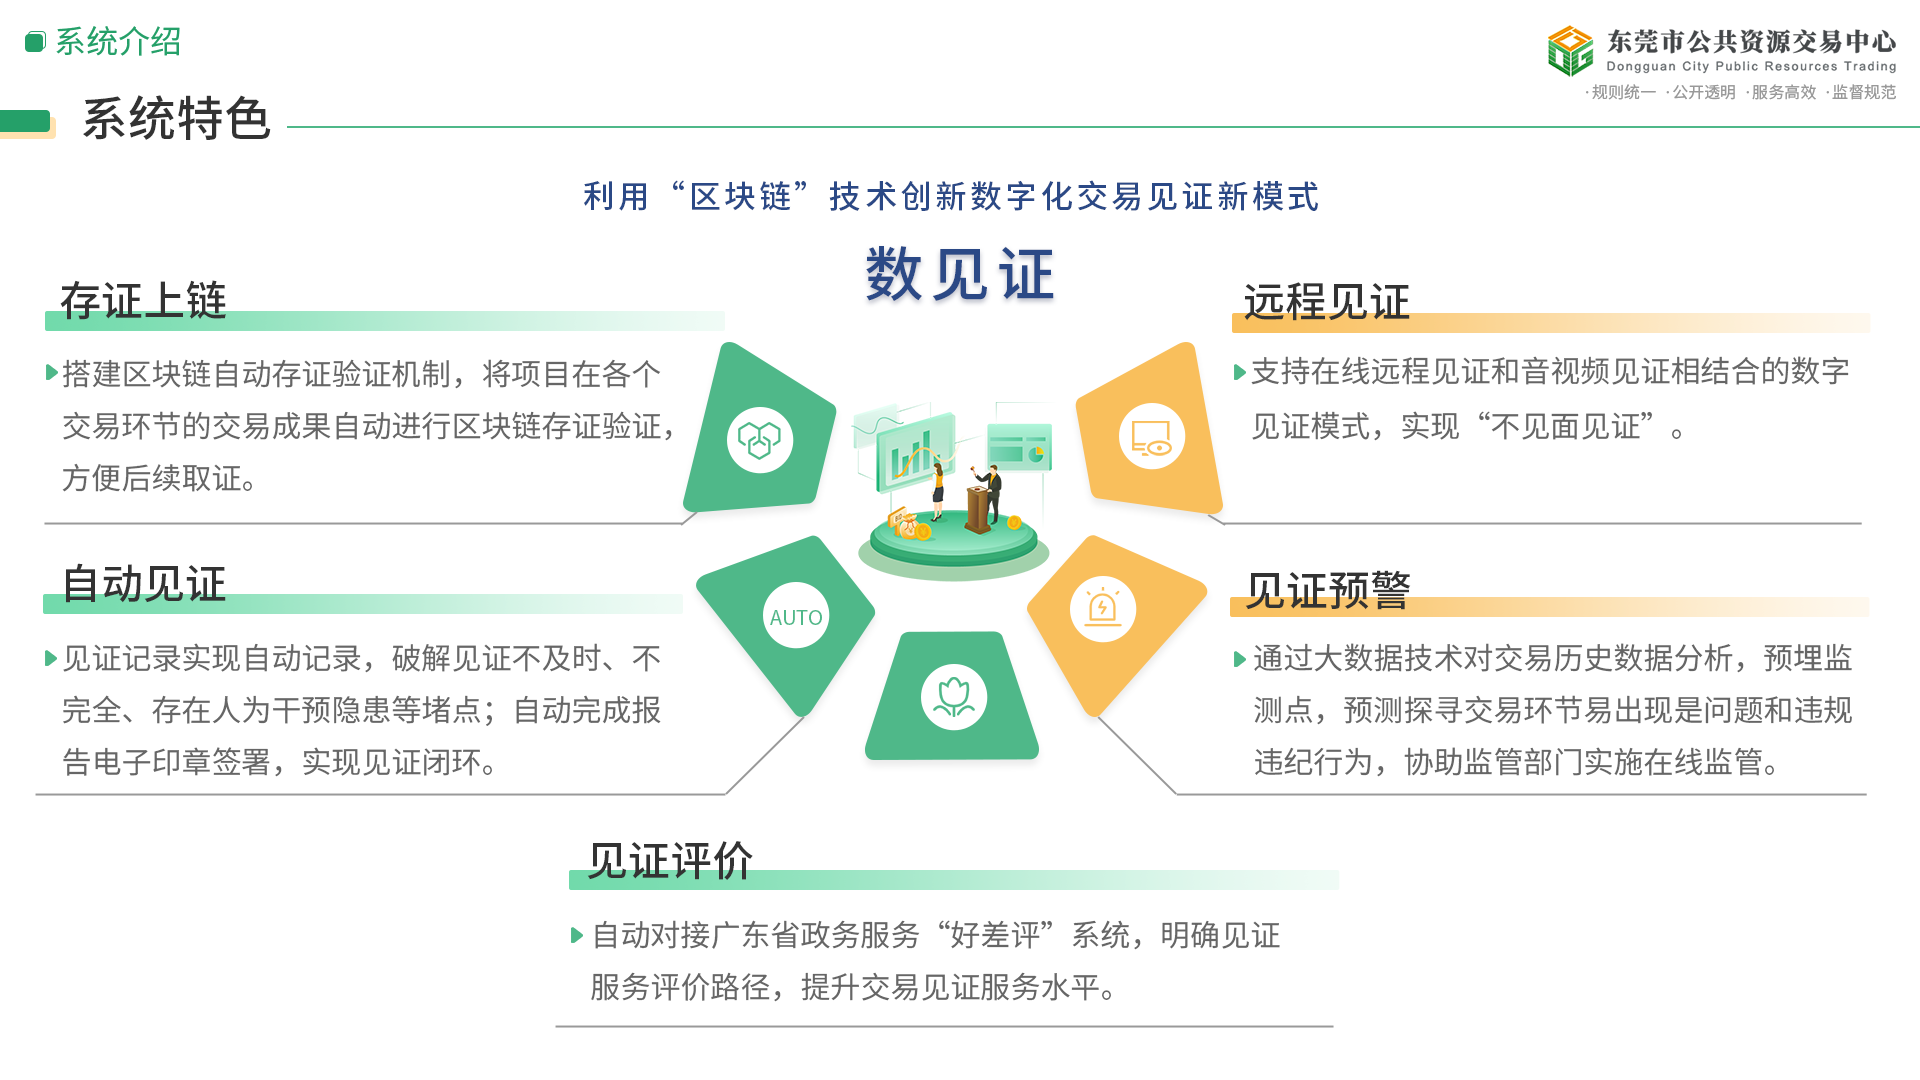 系统介绍
东莞市公共资源交易中心
Dongguan City Public Resources Trading
·规则统一 ·公开透明 ·服务高效 ·监督规范
系统特色
利用“区块链”技术创新数字化交易见证新模式
数见证
存证上链
搭建区块链自动存证验证机制，将项目在各个
交易环节的交易成果自动进行区块链存证验证，
方便后续取证。
远程见证
支持在线远程见证和音视频见证相结合的数字
见证模式，实现“不见面见证”。
自动见证
见证记录实现自动记录，破解见证不及时、不
完全、存在人为干预隐患等堵点；自动完成报
告电子印章签署，实现见证闭环。
AUTO
见证预警
通过大数据技术对交易历史数据分析，预埋监
测点，预测探寻交易环节易出现是问题和违规
违纪行为，协助监管部门实施在线监管。
见证评价
自动对接广东省政务服务“好差评”系统，明确见证
服务评价路径，提升交易见证服务水平。